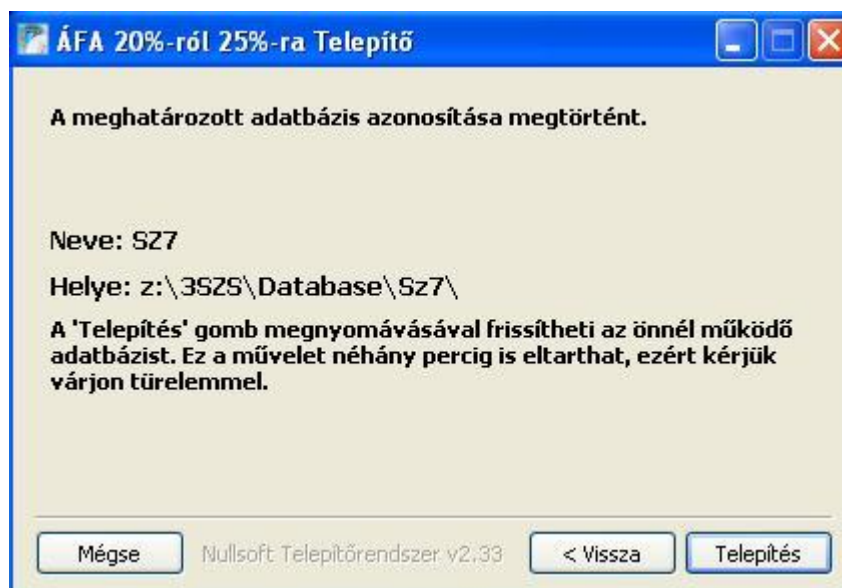 ÁFA 20%-ról 25%-ra Telepítő
A meghatározott adatbázis azonosítása megtörtént.
Neve: SZ7
Helye: z:\3SZS\Database\Sz7\
A 'Telepítés' gomb megnyomávásával frissítheti az önnél működő
adatbázist. Ez a művelet néhány percig is eltarthat, ezért kérjük
várjon türelemmel.
Mégse
Nullsoft Telepítőrendszer v2.33
< Vissza
Telepítés